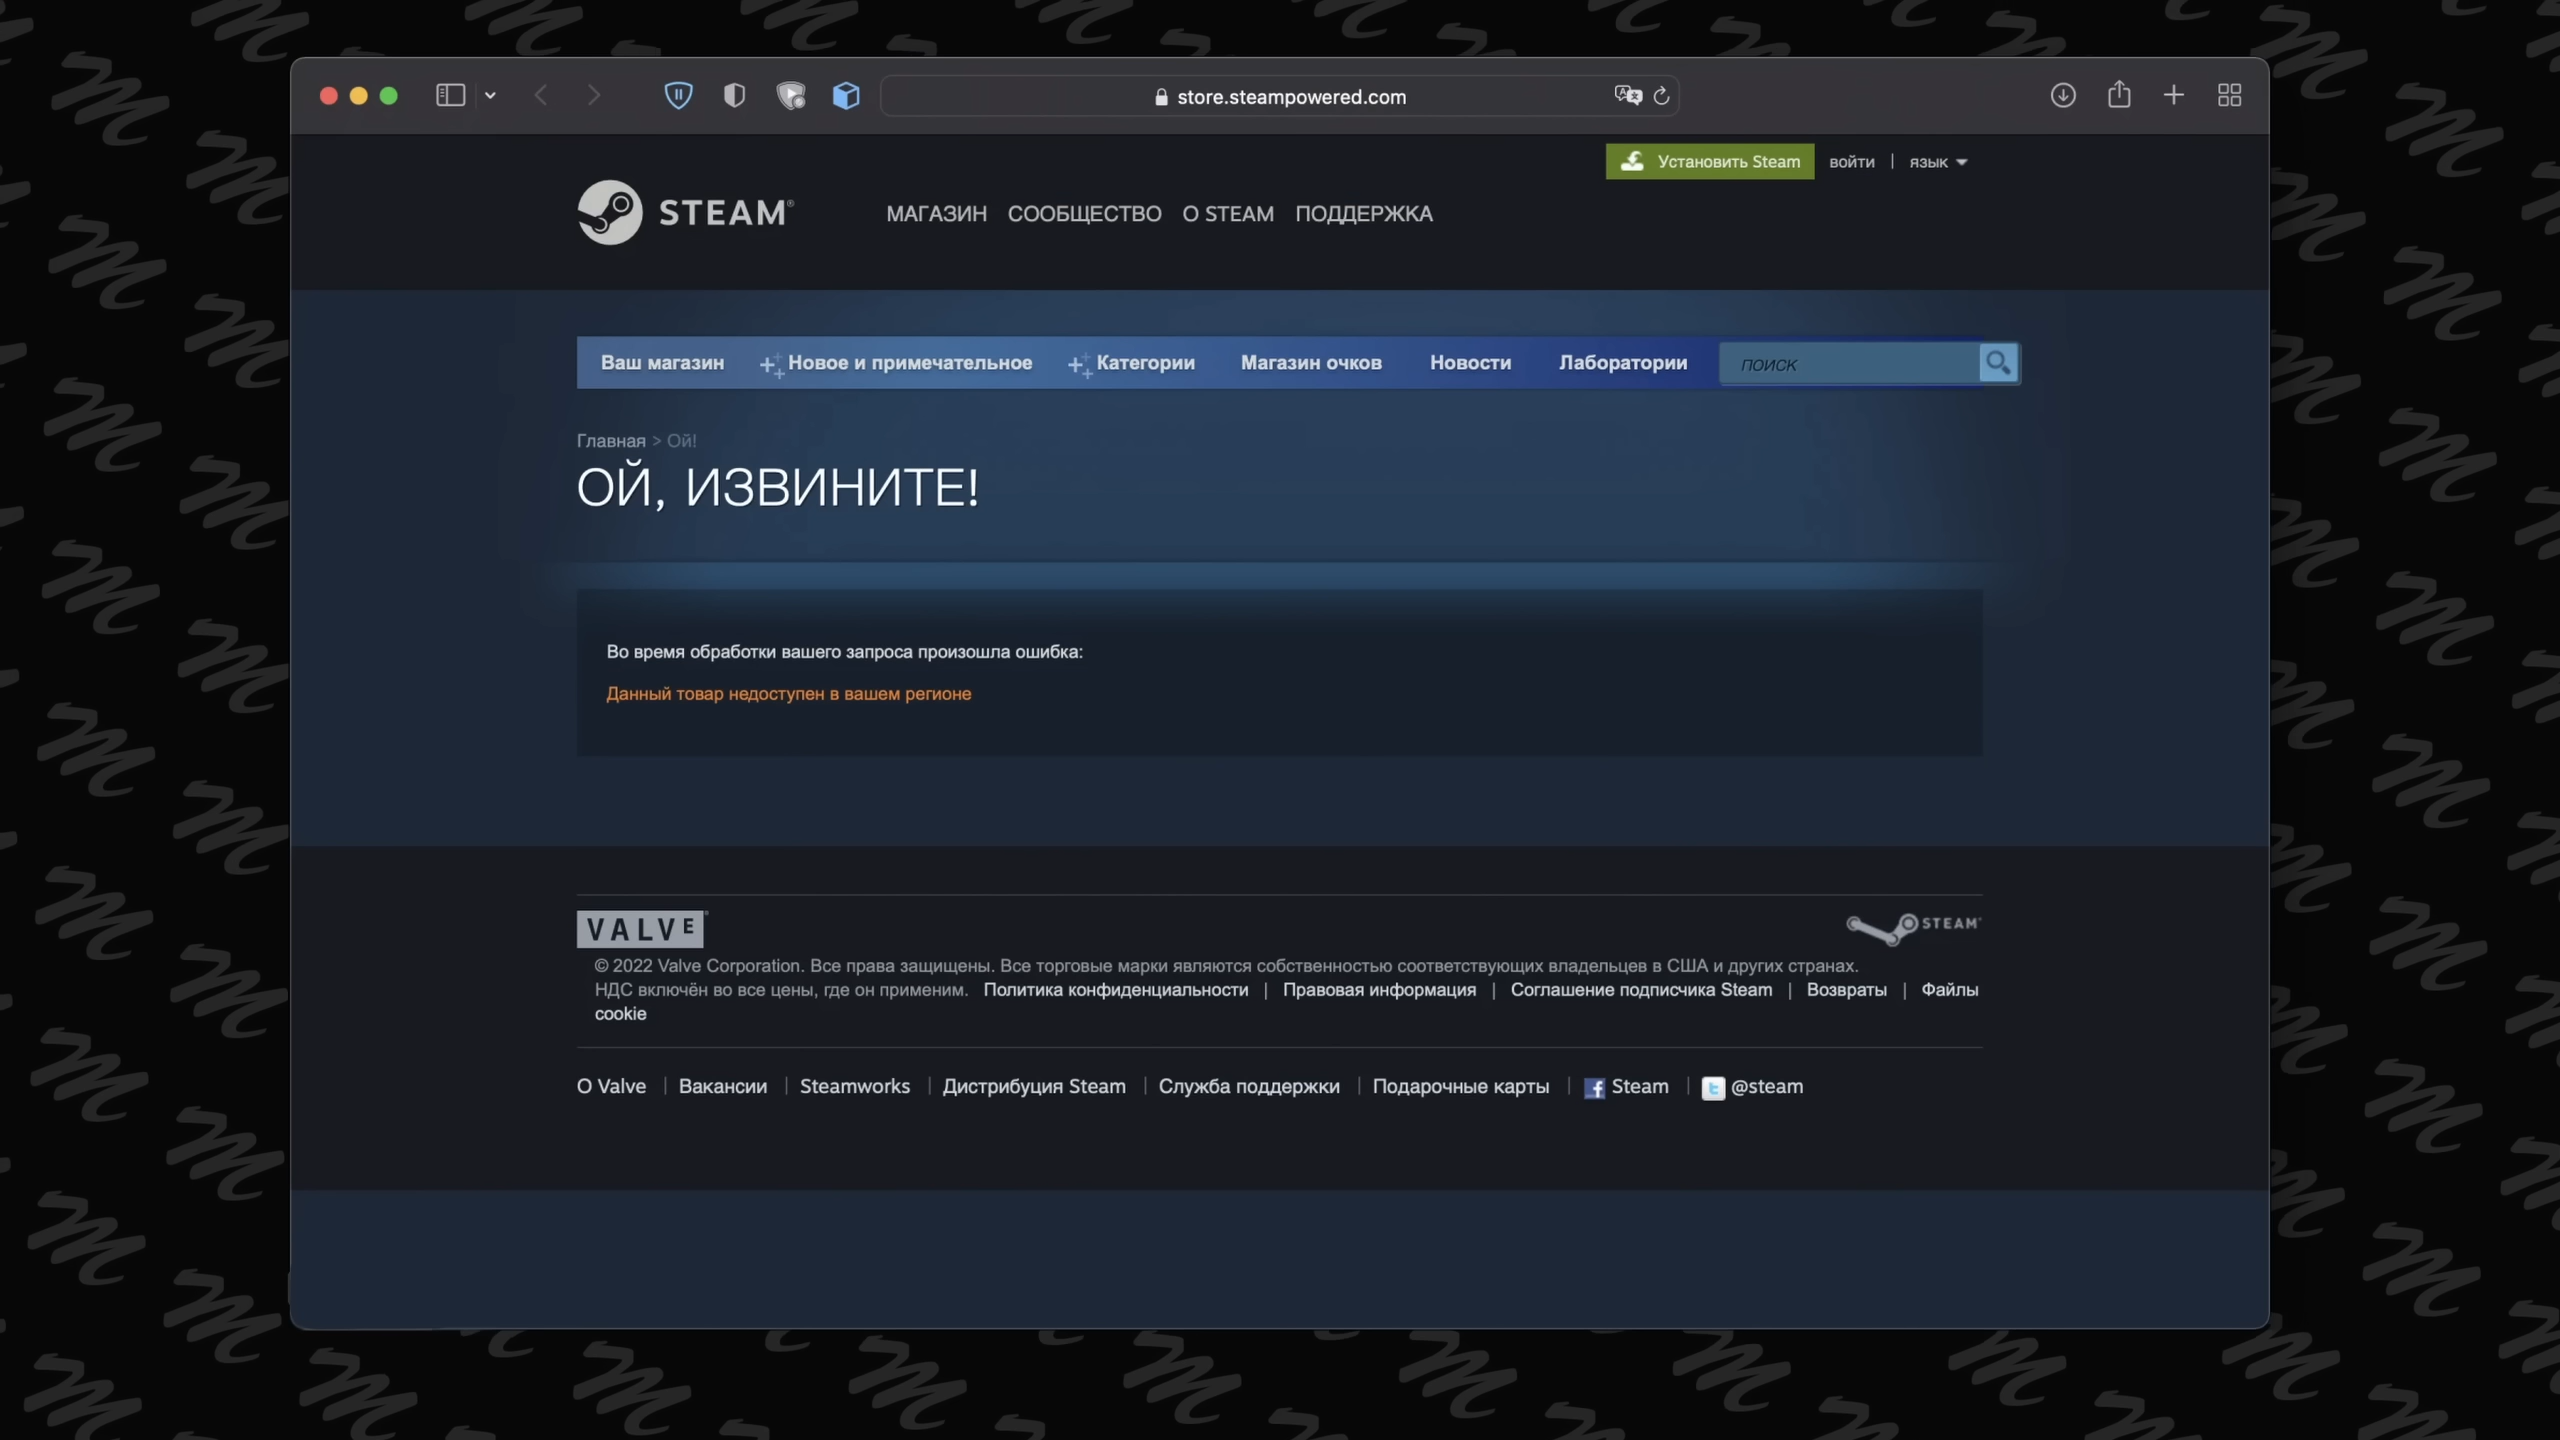 store.steampowered.com
Установить Steam войти | язык
STEAM® МАГАЗИН СООБЩЕСТВО О STEAM ПОДДЕРЖКА
Ваш магазин Новое и примечательное Категории Магазин очков Новости Лаборатории поиск
Главная > Ой!
ОЙ, ИЗВИНИТЕ!
Во время обработки вашего запроса произошла ошибка:
Данный товар недоступен в вашем регионе
VALVE STEAM
© 2022 Valve Corporation. Все права защищены. Все торговые марки являются собственностью соответствующих владельцев в США и других странах.
НДС включён во все цены, где он применим. Политика конфиденциальности | Правовая информация | Соглашение подписчика Steam | Возвраты | Файлы
cookie
О Valve | Вакансии | Steamworks | Дистрибуция Steam | Служба поддержки | Подарочные карты | Steam | @steam